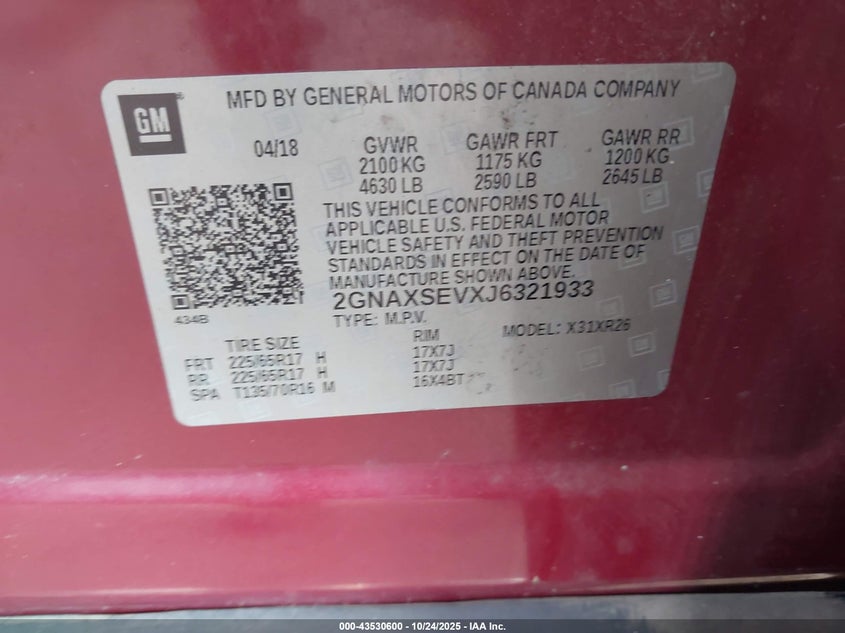 GM
MFD BY GENERAL MOTORS OF CANADA COMPANY
04/18 GVWR GAWR FRT GAWR RR
2100 KG 1175 KG 1200 KG
4630 LB 2590 LB 2645 LB
THIS VEHICLE CONFORMS TO ALL
APPLICABLE U.S. FEDERAL MOTOR
VEHICLE SAFETY AND THEFT PREVENTION
STANDARDS IN EFFECT ON THE DATE OF
MANUFACTURE SHOWN ABOVE.
2GNAXSEVXJ6321933
434B
TYPE: M.P.V. MODEL: X31XR26
TIRE SIZE RIM
FRT 225/65R17 H 17X7J
RR 225/65R17 H 17X7J
SPA T135/70R16 M 16X4BT
000-43530600 - 10/24/2025 - IAA Inc.